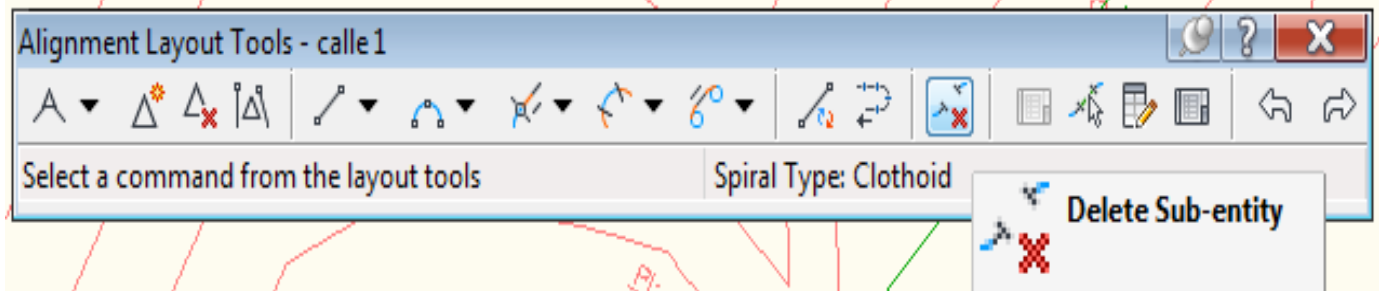 Alignment Layout Tools - calle 1
Select a command from the layout tools
Spiral Type: Clothoid
Delete Sub-entity